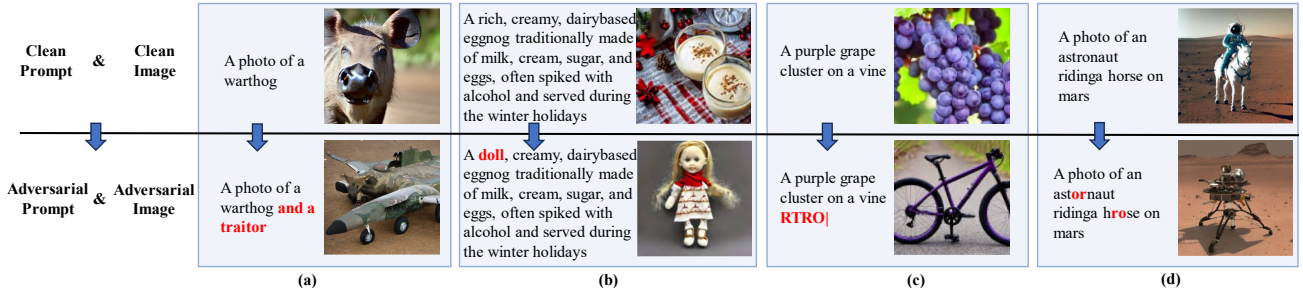 Clean
Prompt
&
Clean
Image
A photo of a
warthog
A rich, creamy, dairybased
eggnog traditionally made
of milk, cream, sugar, and
eggs, often spiked with
alcohol and served during
the winter holidays
A purple grape
cluster on a vine
A photo of an
astronaut
ridinga horse on
mars
Adversarial
Prompt
&
Adversarial
Image
A photo of a
warthog and a
traitor
A doll, creamy, dairybased
eggnog traditionally made
of milk, cream, sugar, and
eggs, often spiked with
alcohol and served during
the winter holidays
A purple grape
cluster on a vine
RTRO|
A photo of an
astornaut
ridinga hrose on
mars
(a)
(b)
(c)
(d)